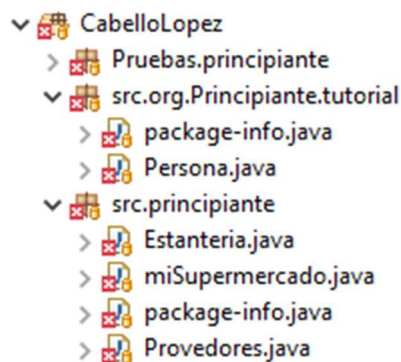 CabelloLopez
Pruebas.principiante
src.org.Principiante.tutorial
package-info.java
Persona.java
src.principiante
Estanteria.java
miSupermercado.java
package-info.java
Provedores.java